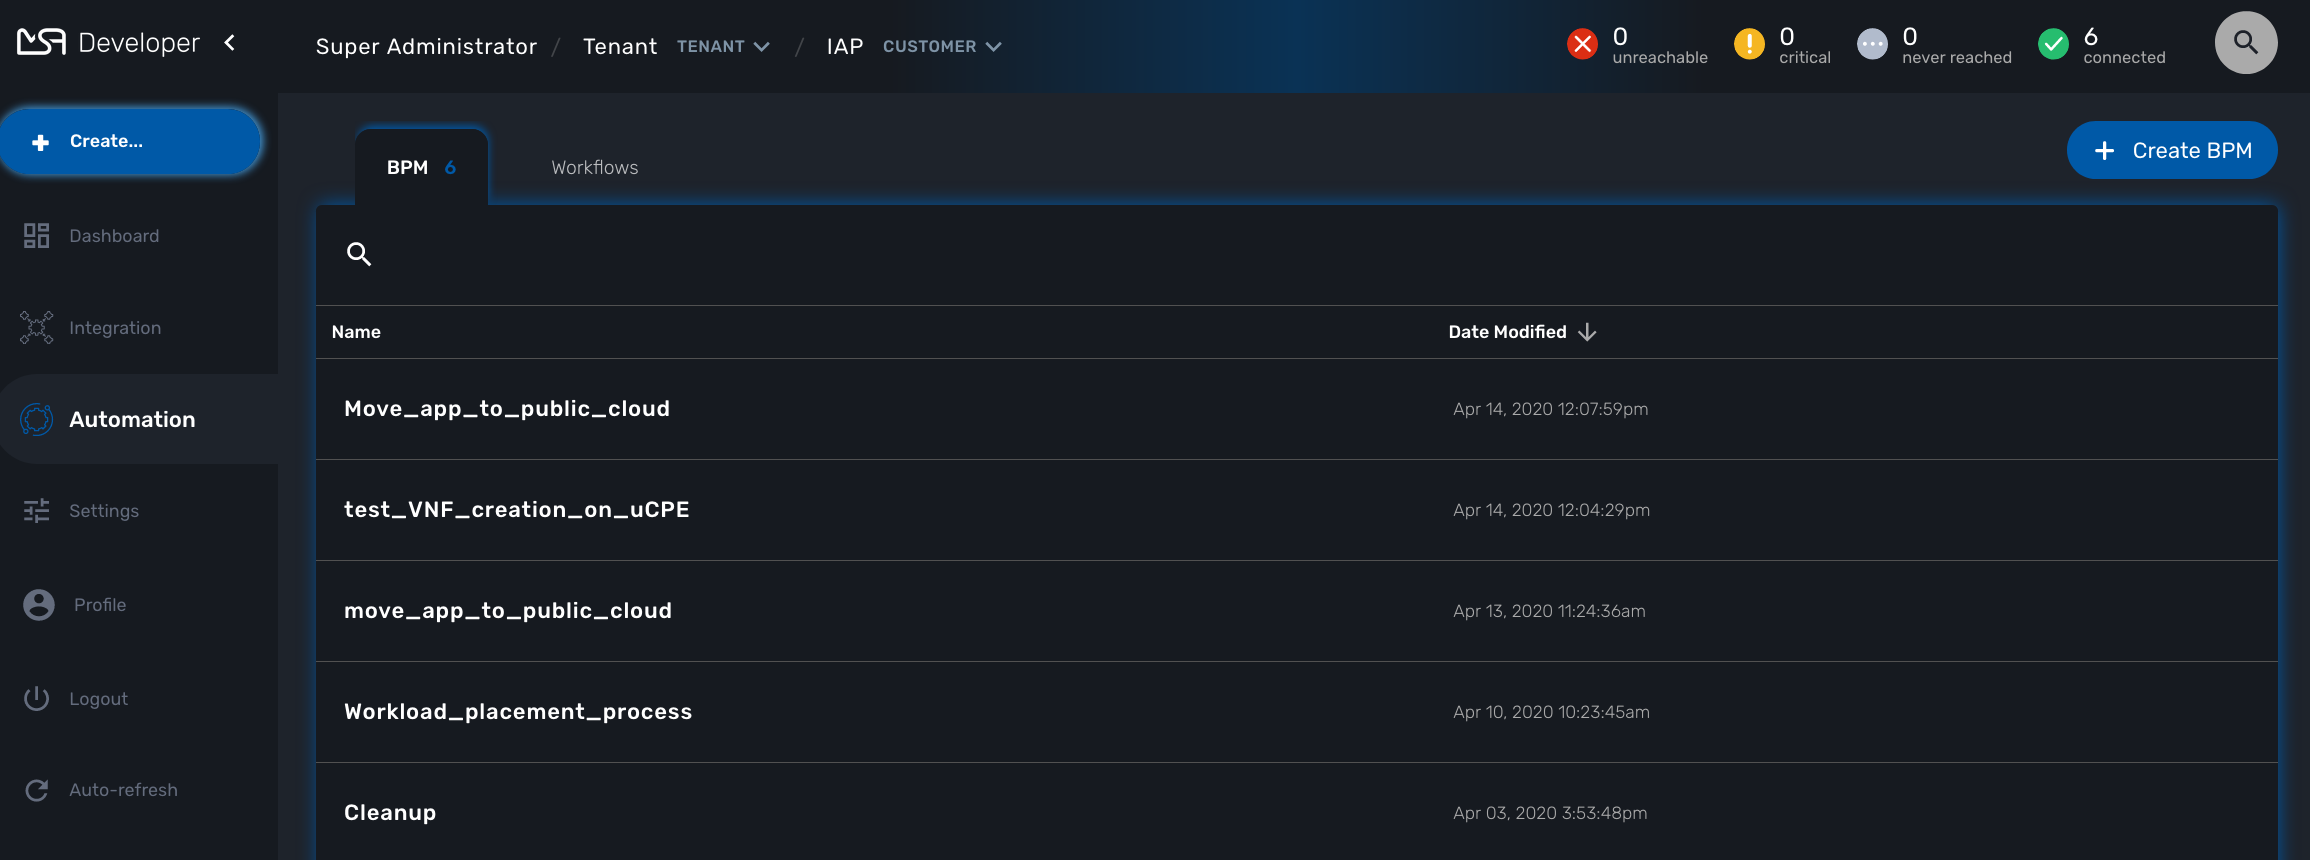 MSA Developer
Super Administrator / Tenant TENANT / IAP CUSTOMER
0 unreachable
0 critical
0 never reached
6 connected
Create...
Dashboard
Integration
Automation
Settings
Profile
Logout
Auto-refresh
BPM 6
Workflows
Create BPM
Name Date Modified
Move_app_to_public_cloud Apr 14, 2020 12:07:59pm
test_VNF_creation_on_uCPE Apr 14, 2020 12:04:29pm
move_app_to_public_cloud Apr 13, 2020 11:24:36am
Workload_placement_process Apr 10, 2020 10:23:45am
Cleanup Apr 03, 2020 3:53:48pm